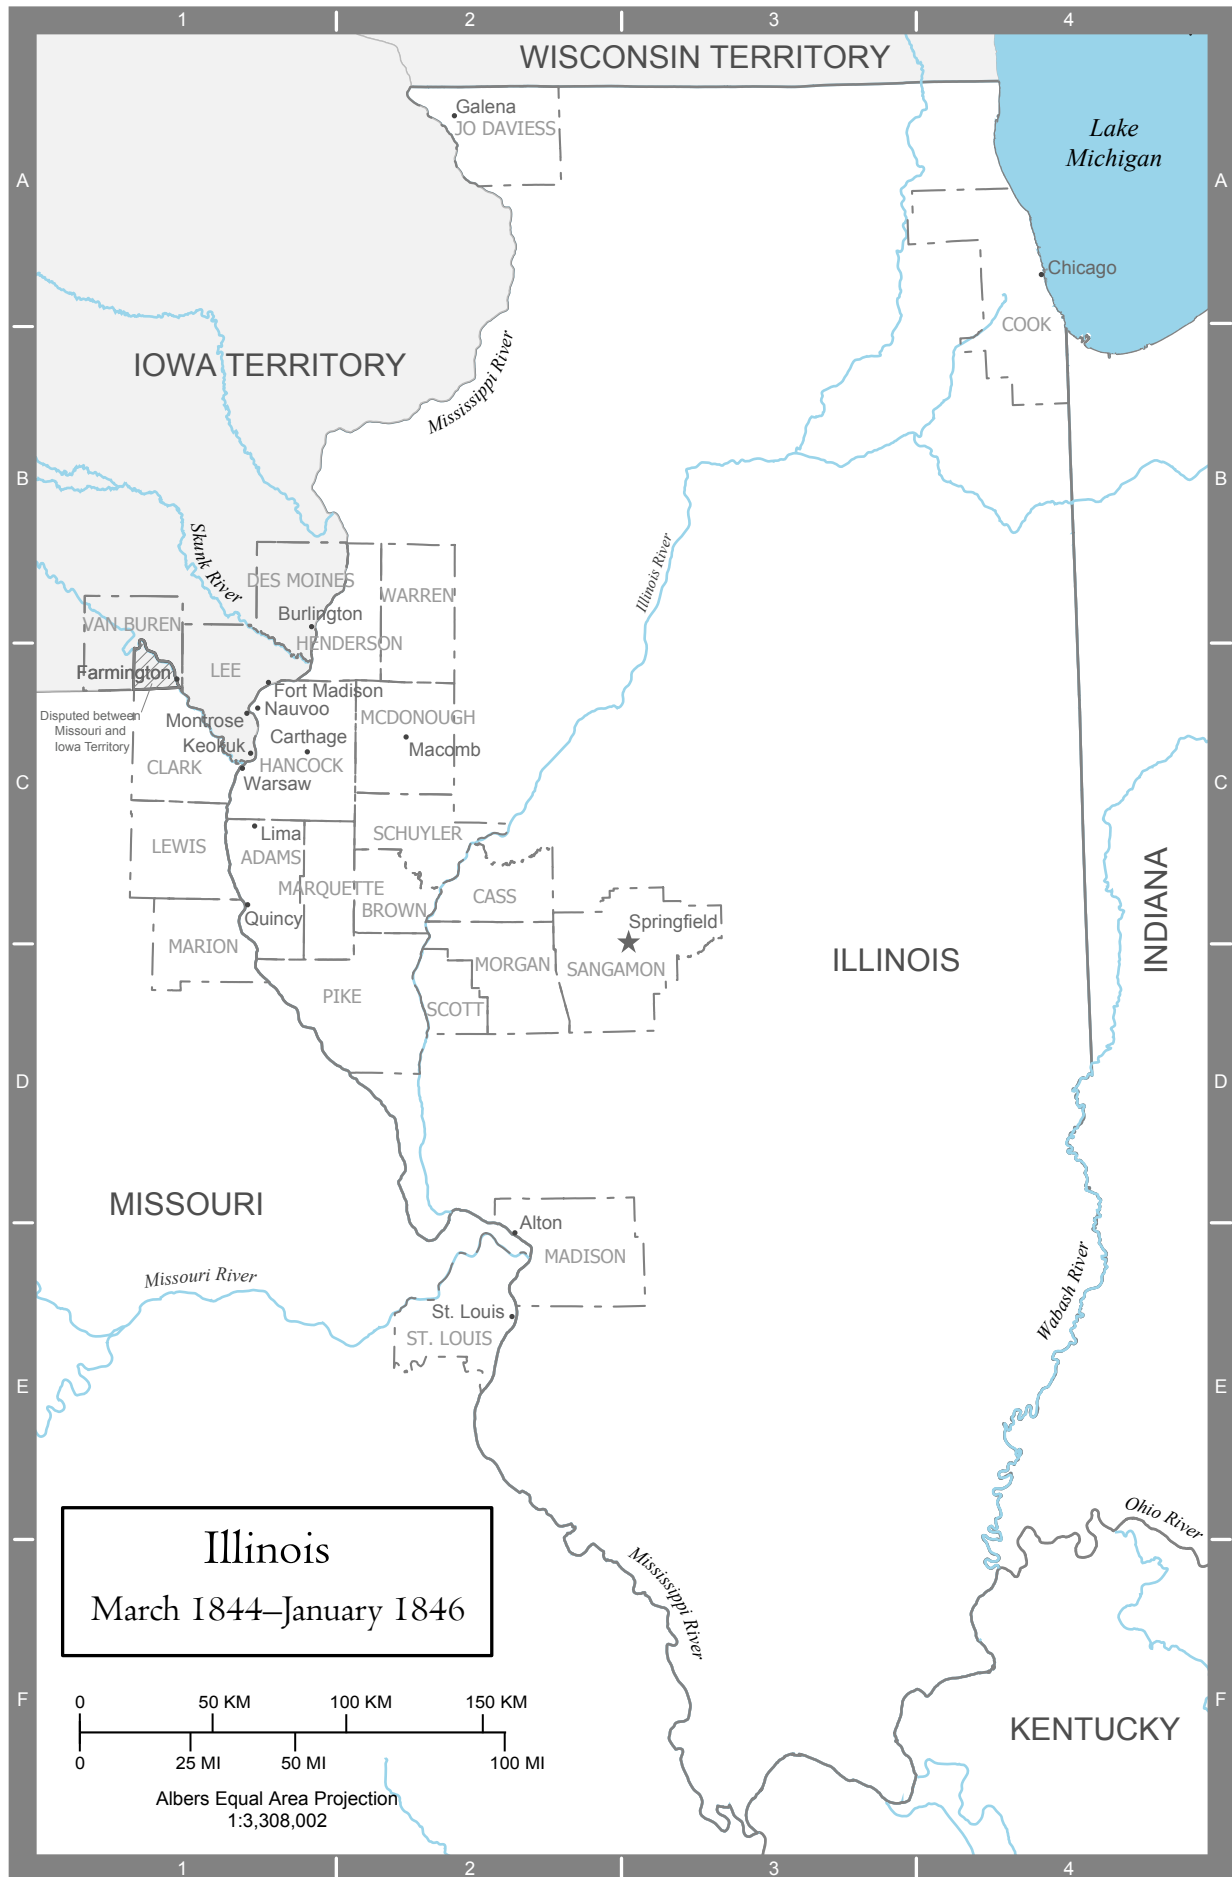 1 2 3 4
WISCONSIN TERRITORY
Galena
JO DAVIESS
Lake
Michigan
A A
Chicago
COOK
IOWA TERRITORY
Mississippi River
B B
Skunk River
Illinois River
DES MOINES
WARREN
Burlington
VAN BUREN
HENDERSON
Farmington
LEE
Fort Madison
Nauvoo
Disputed between
Missouri and
Iowa Territory
Montrose
MCDONOUGH
Carthage
Keokuk
Macomb
CLARK
HANCOCK
Warsaw
C C
Lima
SCHUYLER
LEWIS
ADAMS
MARQUETTE
CASS
BROWN
Quincy
Springfield
MARION
MORGAN
SANGAMON
ILLINOIS
INDIANA
PIKE
SCOTT
D D
MISSOURI
Alton
MADISON
Missouri River
Wabash River
St. Louis
ST. LOUIS
E E
Ohio River
Illinois
March 1844–January 1846
Mississippi River
F F
0 50 KM 100 KM 150 KM
0 25 MI 50 MI 100 MI
KENTUCKY
Albers Equal Area Projection
1:3,308,002
1 2 3 4